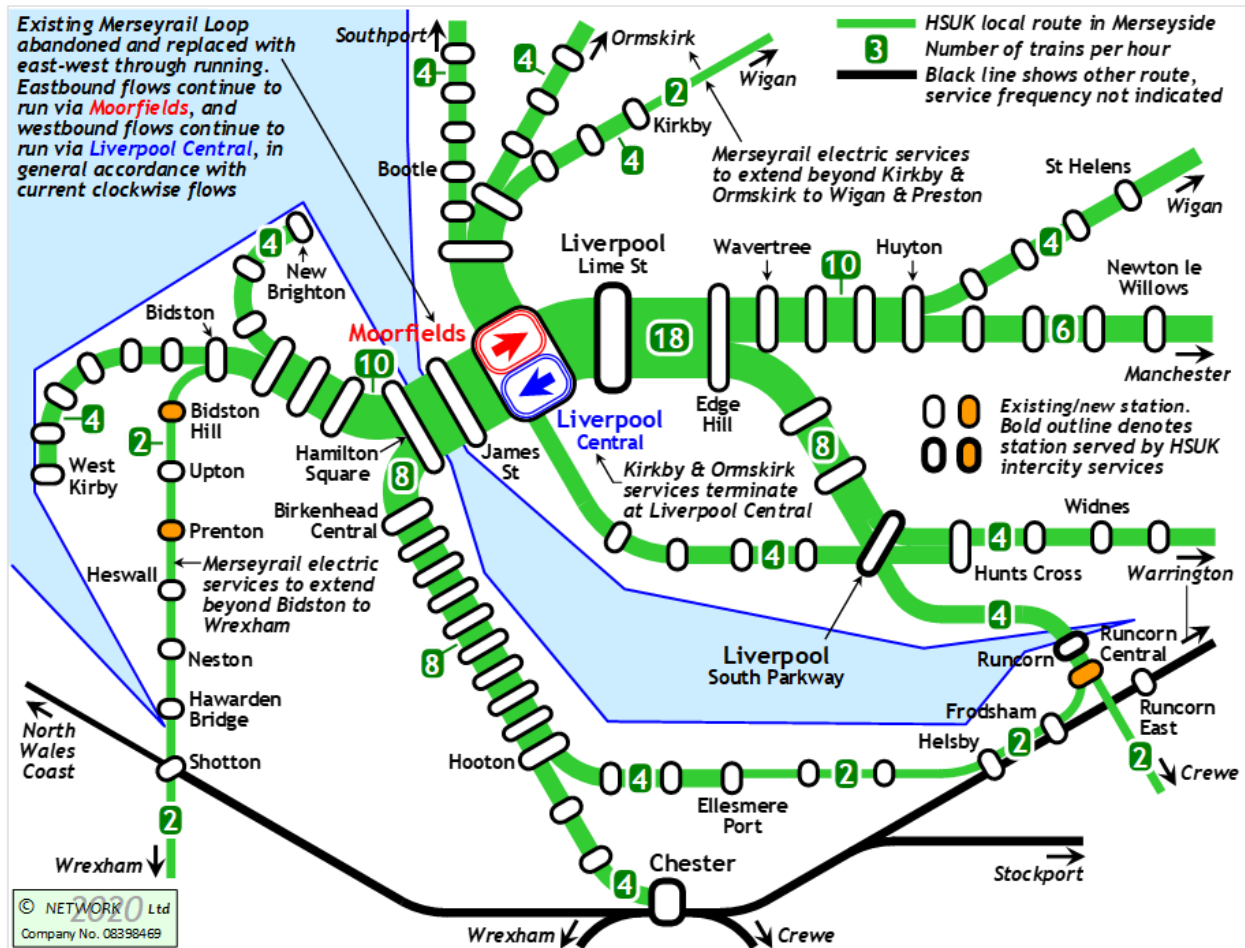 Existing Merseyrail Loop
abandoned and replaced with
east-west through running.
Eastbound flows continue to
run via Moorfields, and
westbound flows continue to
run via Liverpool Central, in
general accordance with
current clockwise flows
Southport
4
Ormskirk
4
Wigan
2
Kirkby
4
Bootle
HSUK local route in Merseyside
3
Number of trains per hour
Black line shows other route,
service frequency not indicated
Merseyrail electric services
to extend beyond Kirkby &
Ormskirk to Wigan & Preston
St Helens
Wigan
4
4
New
Brighton
Bidston
Liverpool
Lime St
Wavertree
10
Huyton
Newton le
Willows
Moorfields
18
6
Manchester
10
4
Bidston
Hill
2
Upton
West
Kirby
Hamilton
Square
James
St
Liverpool
Central
Edge
Hill
8
Existing/new station.
Bold outline denotes
station served by HSUK
intercity services
Kirkby & Ormskirk
services terminate
at Liverpool Central
8
Birkenhead
Central
Prenton
Widnes
4
4
Hunts Cross
Warrington
Heswall
Merseyrail electric
services to extend
beyond Bidston to
Wrexham
Neston
8
4
Liverpool
South Parkway
Runcorn
Runcorn
Central
Hawarden
Bridge
Runcorn
East
North
Wales
Coast
Shotton
Hooton
Frodsham
Helsby
2
4
2
2
Crewe
Ellesmere
Port
2
Wrexham
Chester
4
Stockport
Wrexham
Crewe
© NETWORK 2020 Ltd
Company No. 08398469